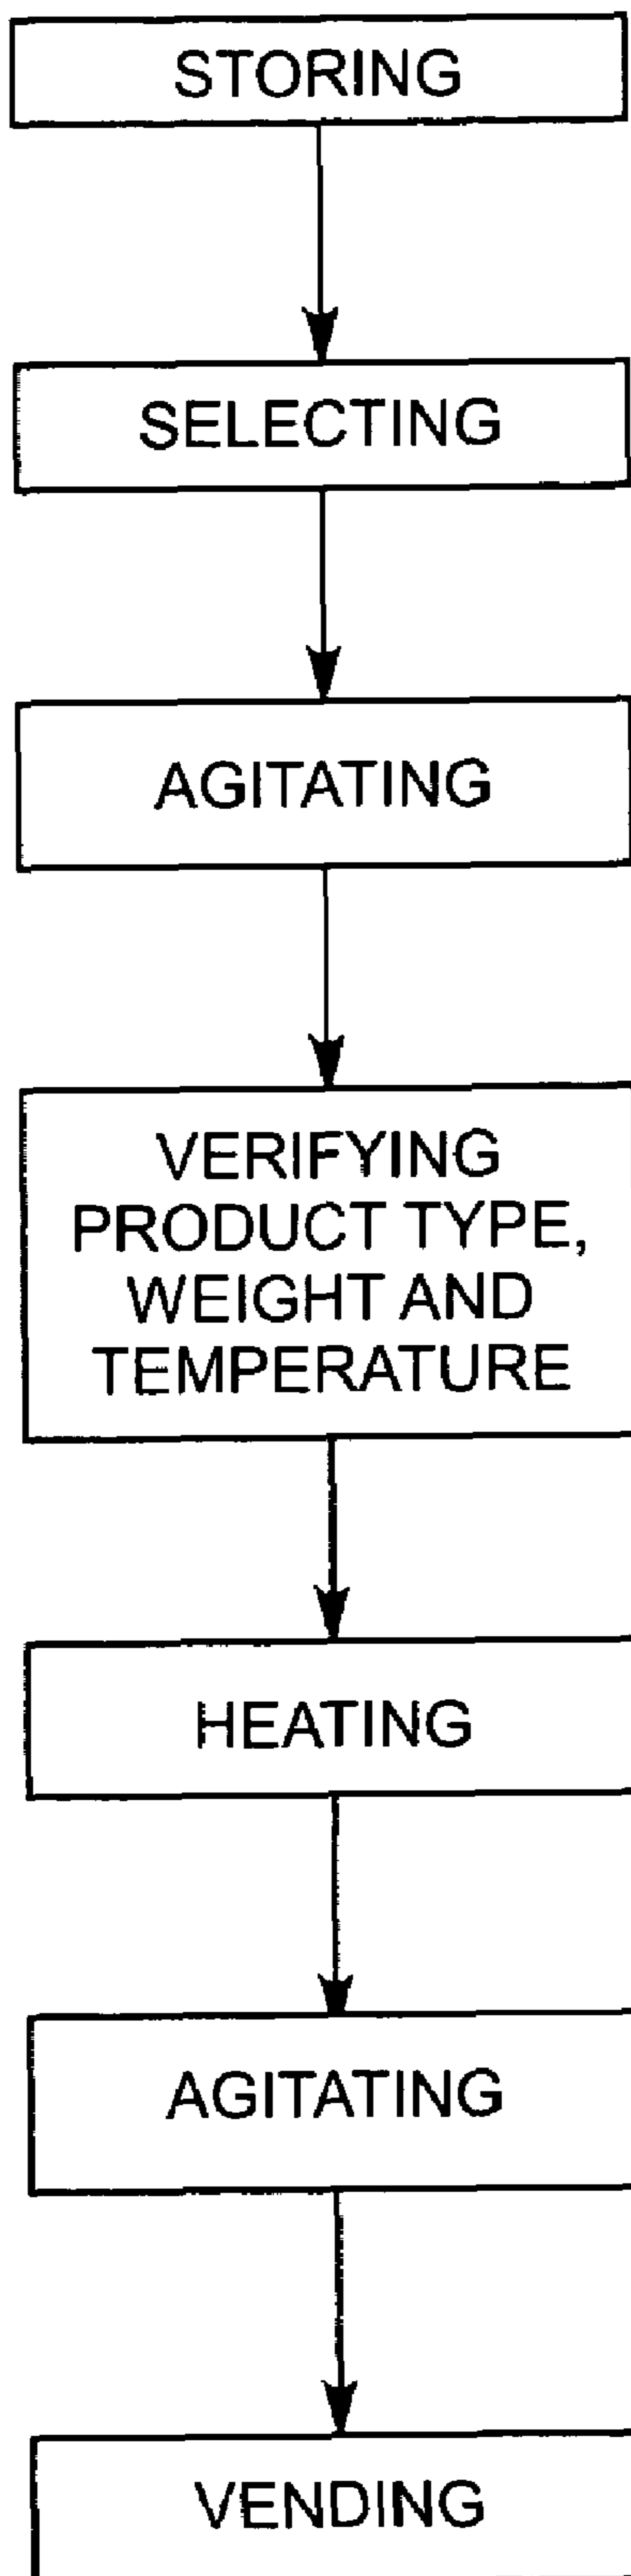 STORING
SELECTING
AGITATING
VERIFYING
PRODUCT TYPE,
WEIGHT AND
TEMPERATURE
HEATING
AGITATING
VENDING